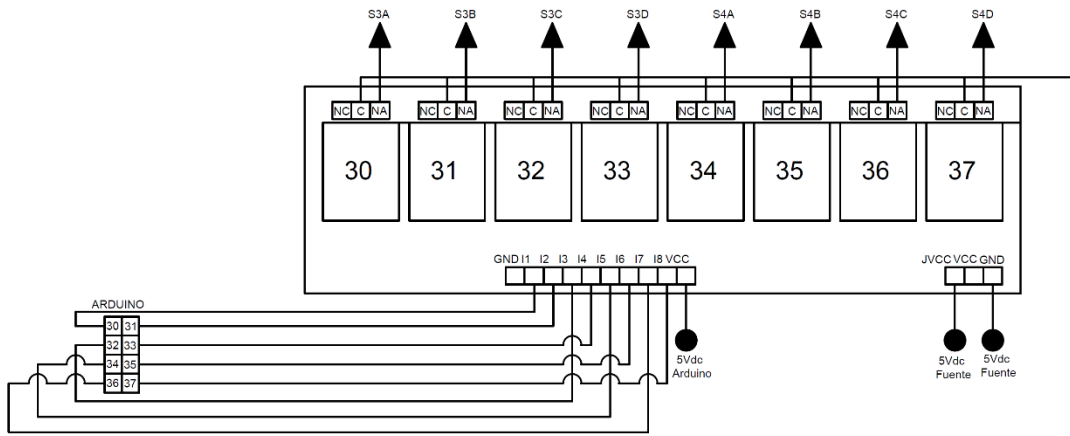 S3A S3B S3C S3D S4A S4B S4C S4D
NC C NA NC C NA NC C NA NC C NA NC C NA NC C NA NC C NA NC C NA
30 31 32 33 34 35 36 37
GND I1 I2 I3 I4 I5 I6 I7 I8 VCC JVCC VCC GND
ARDUINO
30 31
32 33
34 35
36 37
5Vdc
Arduino
5Vdc
Fuente
5Vdc
Fuente